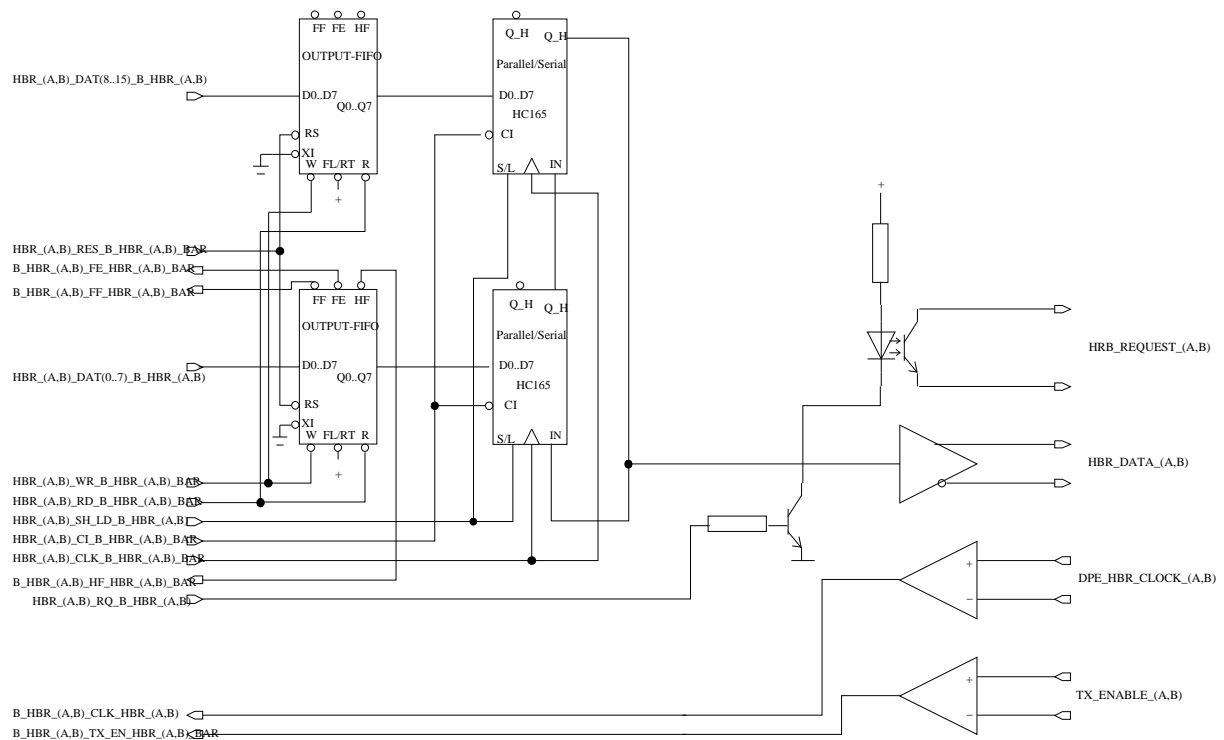 FF FE HF
OUTPUT-FIFO
D0..D7
Q0..Q7
RS
XI
W FL/RT R
+
Q_H Q_H
Parallel/Serial
D0..D7
HC165
CI
S/L IN
HBR_(A,B)_DAT(8..15)_B_HBR_(A,B)
HBR_(A,B)_RES_B_HBR_(A,B)_BAR
B_HBR_(A,B)_FE_HBR_(A,B)_BAR
B_HBR_(A,B)_FF_HBR_(A,B)_BAR
FF FE HF
OUTPUT-FIFO
D0..D7
Q0..Q7
RS
XI
W FL/RT R
+
Q_H Q_H
Parallel/Serial
D0..D7
HC165
CI
S/L IN
HBR_(A,B)_DAT(0..7)_B_HBR_(A,B)
HBR_(A,B)_WR_B_HBR_(A,B)_BAR
HBR_(A,B)_RD_B_HBR_(A,B)_BAR
HBR_(A,B)_SH_LD_B_HBR_(A,B)
HBR_(A,B)_CI_B_HBR_(A,B)_BAR
HBR_(A,B)_CLK_B_HBR_(A,B)_BAR
B_HBR_(A,B)_HF_HBR_(A,B)_BAR
HBR_(A,B)_RQ_B_HBR_(A,B)
B_HBR_(A,B)_CLK_HBR_(A,B)
B_HBR_(A,B)_TX_EN_HBR_(A,B)_BAR
+
HRB_REQUEST_(A,B)
HBR_DATA_(A,B)
+
−
DPE_HBR_CLOCK_(A,B)
+
−
TX_ENABLE_(A,B)